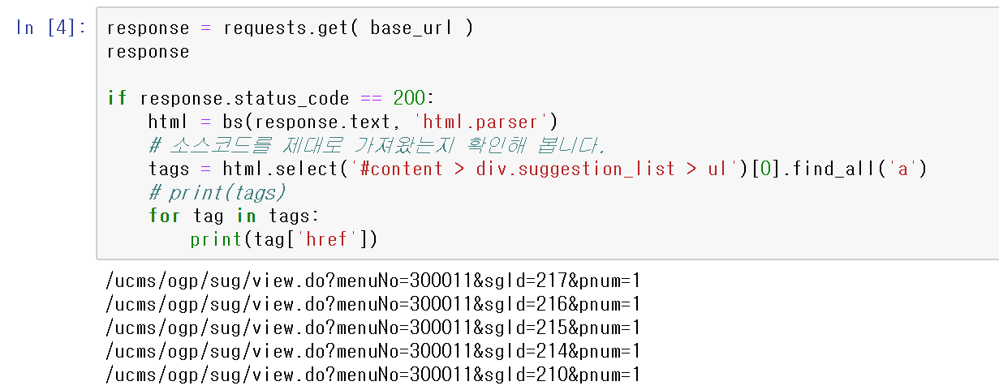 In [4]: response = requests.get( base_url )
response
if response.status_code == 200:
html = bs(response.text, 'html.parser')
# 소스코드를 제대로 가져왔는지 확인해 봅니다.
tags = html.select('#content > div.suggestion_list > ul')[0].find_all('a')
# print(tags)
for tag in tags:
print(tag['href'])
/ucms/ogp/sug/view.do?menuNo=300011&sgId=217&pnum=1
/ucms/ogp/sug/view.do?menuNo=300011&sgId=216&pnum=1
/ucms/ogp/sug/view.do?menuNo=300011&sgId=215&pnum=1
/ucms/ogp/sug/view.do?menuNo=300011&sgId=214&pnum=1
/ucms/ogp/sug/view.do?menuNo=300011&sgId=210&pnum=1